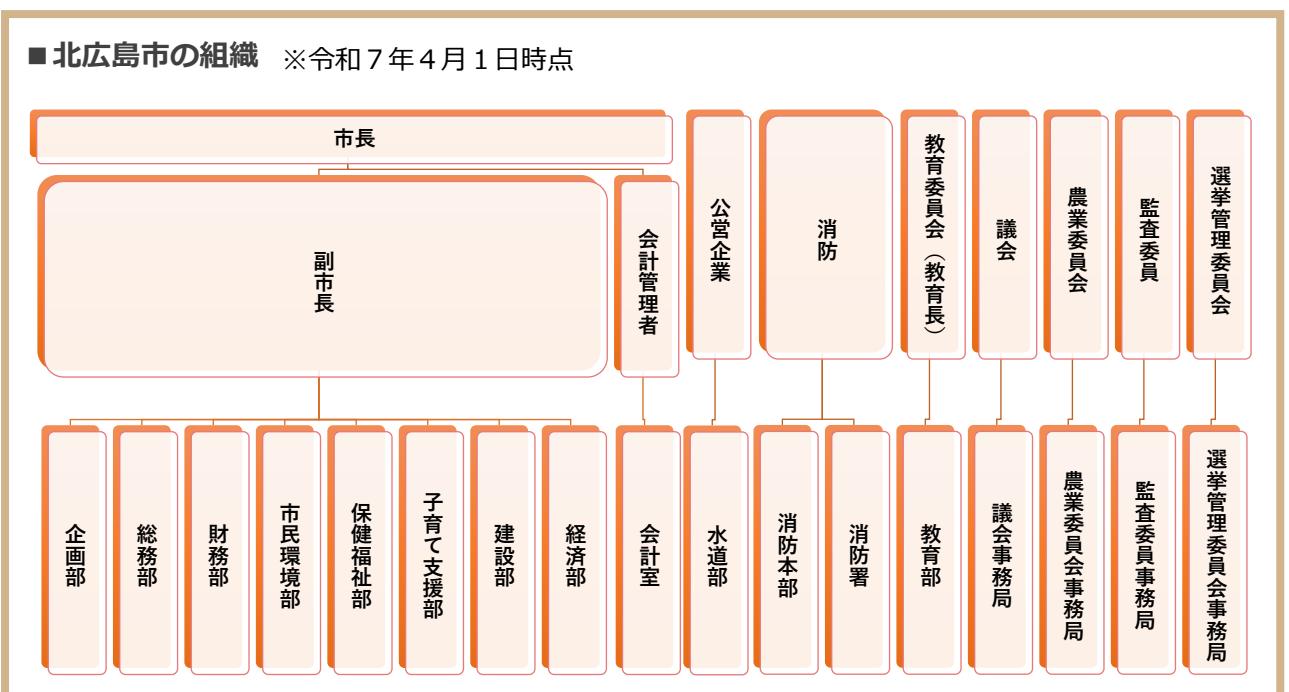 ■北広島市の組織 ※令和７年４月１日時点
市長
副市長
会計管理者
公営企業
消防
教育委員会（教育長）
議会
農業委員会
監査委員
選挙管理委員会
企画部
総務部
財務部
市民環境部
保健福祉部
子育て支援部
建設部
経済部
会計室
水道部
消防本部
消防署
教育部
議会事務局
農業委員会事務局
監査委員事務局
選挙管理委員会事務局